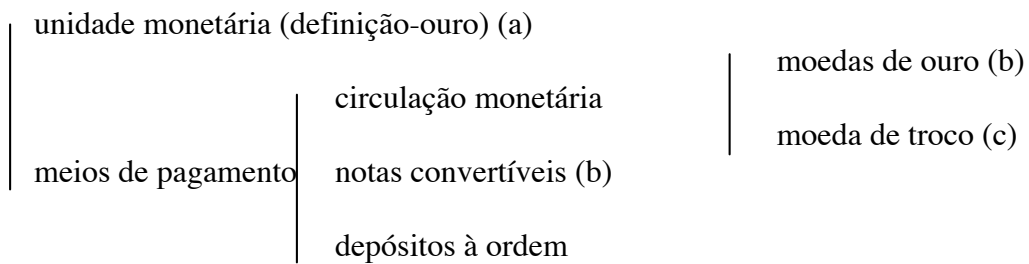 unidade monetária (definição-ouro) (a)
moedas de ouro (b)
circulação monetária
moeda de troco (c)
meios de pagamento
notas convertíveis (b)
depósitos à ordem